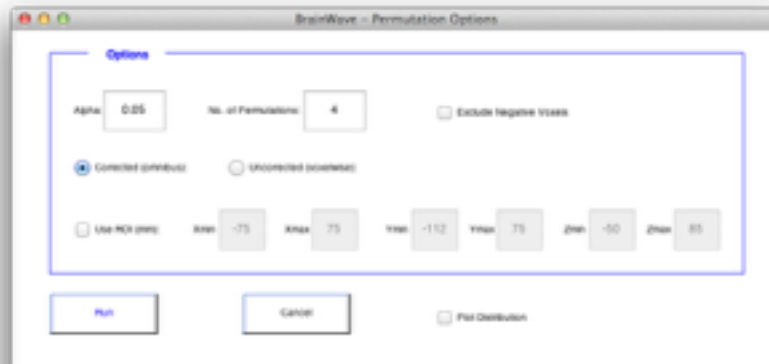 BrainWave - Permutation Options
Options
Alpha: 0.05 No. of Permutations: 4 Exclude Negative Voxels
Corrected (omnibus) Uncorrected (voxelwise)
Use ROI (mm): Xmin -75 Xmax 75 Ymin -112 Ymax 75 Zmin -50 Zmax 85
Run Cancel Plot Distribution